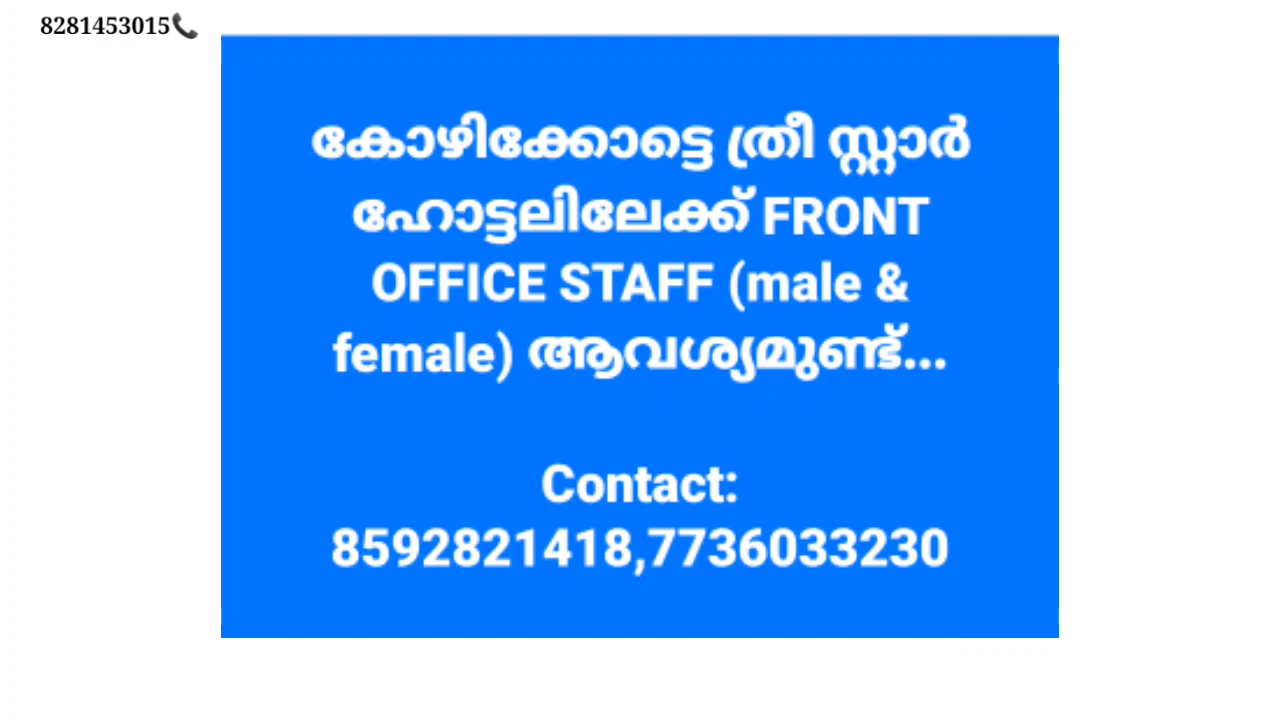 8281453015📞
കോഴിക്കോട്ടെ ത്രീ സ്റ്റാർ
ഹോട്ടലിലേക്ക് FRONT
OFFICE STAFF (male &
female) ആവശ്യമുണ്ട്...
Contact:
8592821418,7736033230